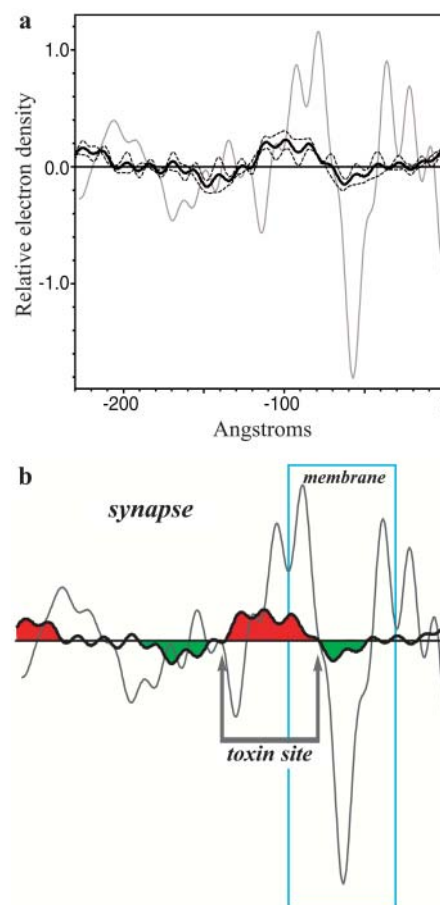 a
1.0
0.0
-1.0
Relative electron density
-200
-100
Angstroms
b
membrane
synapse
toxin site